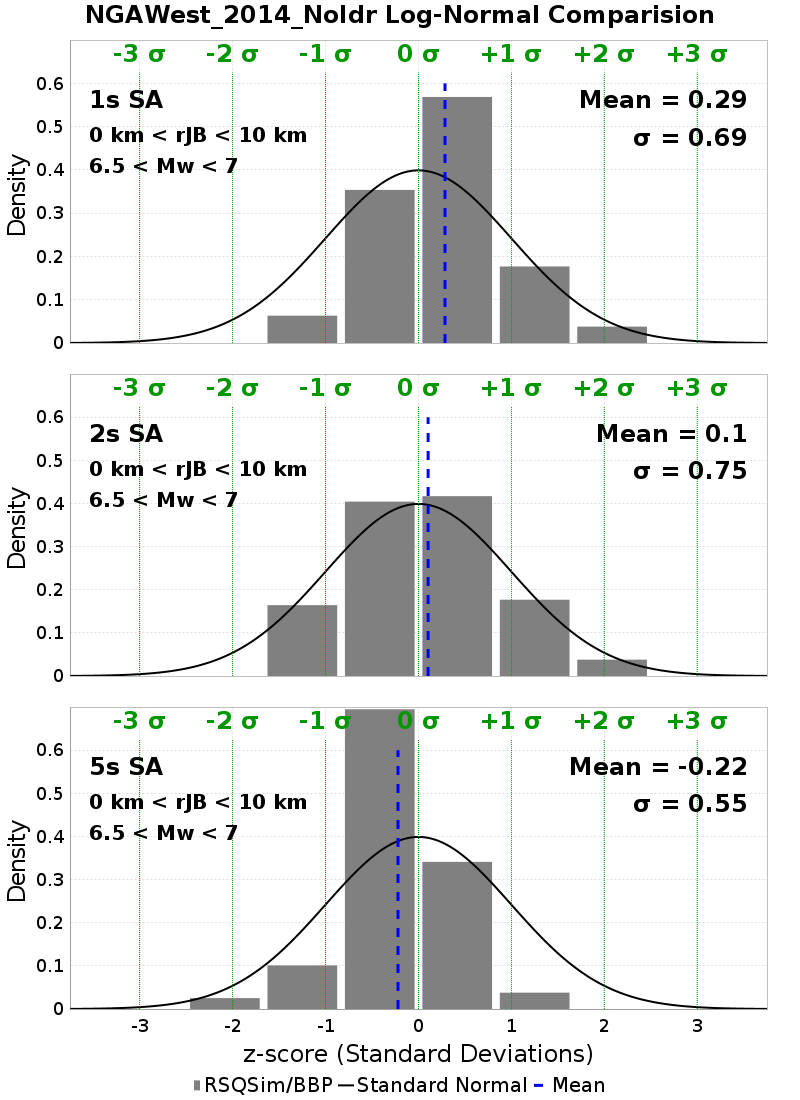 NGAWest_2014_NoIdr Log-Normal Comparision
-3 σ -2 σ -1 σ 0 σ +1 σ +2 σ +3 σ
1s SA
0 km < rJB < 10 km
6.5 < Mw < 7
Mean = 0.29
σ = 0.69
Density
0.6
0.5
0.4
0.3
0.2
0.1
0
-3 σ -2 σ -1 σ 0 σ +1 σ +2 σ +3 σ
2s SA
0 km < rJB < 10 km
6.5 < Mw < 7
Mean = 0.1
σ = 0.75
Density
0.6
0.5
0.4
0.3
0.2
0.1
0
-3 σ -2 σ -1 σ 0 σ +1 σ +2 σ +3 σ
5s SA
0 km < rJB < 10 km
6.5 < Mw < 7
Mean = -0.22
σ = 0.55
Density
0.6
0.5
0.4
0.3
0.2
0.1
0
-3 -2 -1 0 1 2 3
z-score (Standard Deviations)
RSQSim/BBP Standard Normal Mean